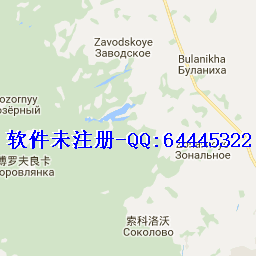 Zavodskoye
Заводское
Bulanikha
Буланиха
ozornyy
озёрный
软件未注册-QQ:64445322
Зональное
博罗夫良卡
оровлянка
索科洛沃
Соколово